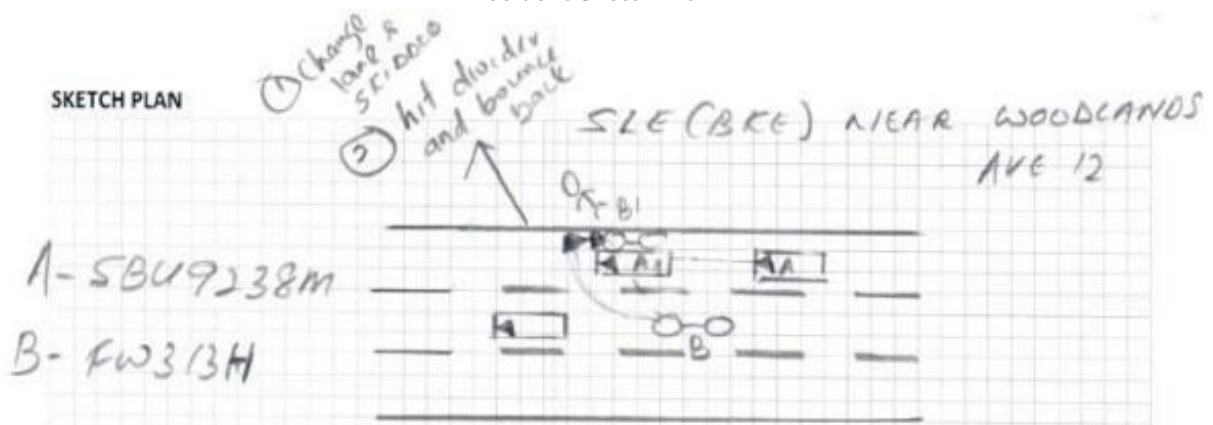 ① Change
lane &
SKIDDED
② hit divider
and bounce
back
SKETCH PLAN
SLE (BKE) NEAR WOODLANDS
AVE 12
B1
A1
A
A - SBU9238M
B
B - FW313H